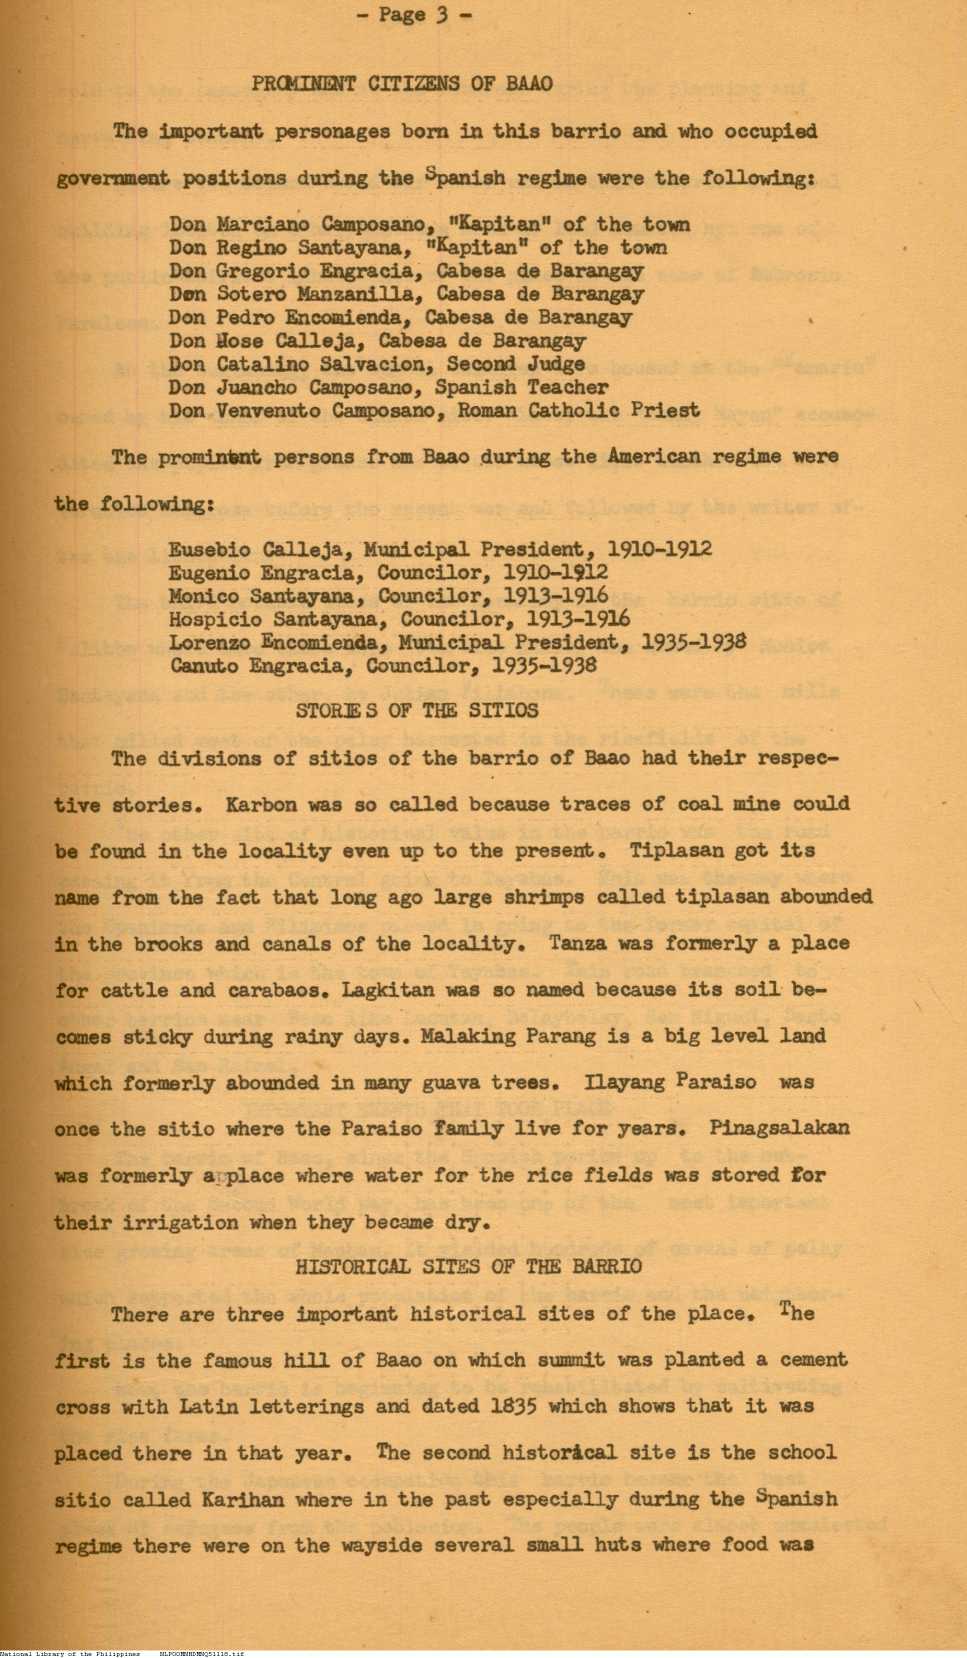 - Page 3 -
PROMINENT CITIZENS OF BAAO
The important personages born in this barrio and who occupied
government positions during the Spanish regime were the following:
Don Marciano Camposano, "Kapitan" of the town
Don Regino Santayana, "Kapitan" of the town
Don Gregorio Engracia, Cabesa de Barangay
Don Sotero Manzanilla, Cabesa de Barangay
Don Pedro Encomienda, Cabesa de Barangay
Don Hose Calleja, Cabesa de Barangay
Don Catalino Salvacion, Second Judge
Don Juancho Camposano, Spanish Teacher
Don Venvenuto Camposano, Roman Catholic Priest
The prominent persons from Baao during the American regime were
the following:
Eusebio Calleja, Municipal President, 1910-1912
Eugenio Engracia, Councilor, 1910-1912
Monico Santayana, Councilor, 1913-1916
Hospicio Santayana, Councilor, 1913-1916
Lorenzo Encomienda, Municipal President, 1935-1938
Canuto Engracia, Councilor, 1935-1938
STORIES OF THE SITIOS
The divisions of sitios of the barrio of Baao had their respec-
tive stories. Karbon was so called because traces of coal mine could
be found in the locality even up to the present. Tiplasan got its
name from the fact that long ago large shrimps called tiplasan abounded
in the brooks and canals of the locality. Tanza was formerly a place
for cattle and carabaos. Lagkitan was so named because its soil be-
comes sticky during rainy days. Malaking Parang is a big level land
which formerly abounded in many guava trees. Ilayang Paraiso was
once the sitio where the Paraiso family live for years. Pinagsalakan
was formerly a place where water for the rice fields was stored for
their irrigation when they became dry.
HISTORICAL SITES OF THE BARRIO
There are three important historical sites of the place. The
first is the famous hill of Baao on which summit was planted a cement
cross with Latin letterings and dated 1835 which shows that it was
placed there in that year. The second historical site is the school
sitio called Karihan where in the past especially during the Spanish
regime there were on the wayside several small huts where food was
National Library of the Philippines